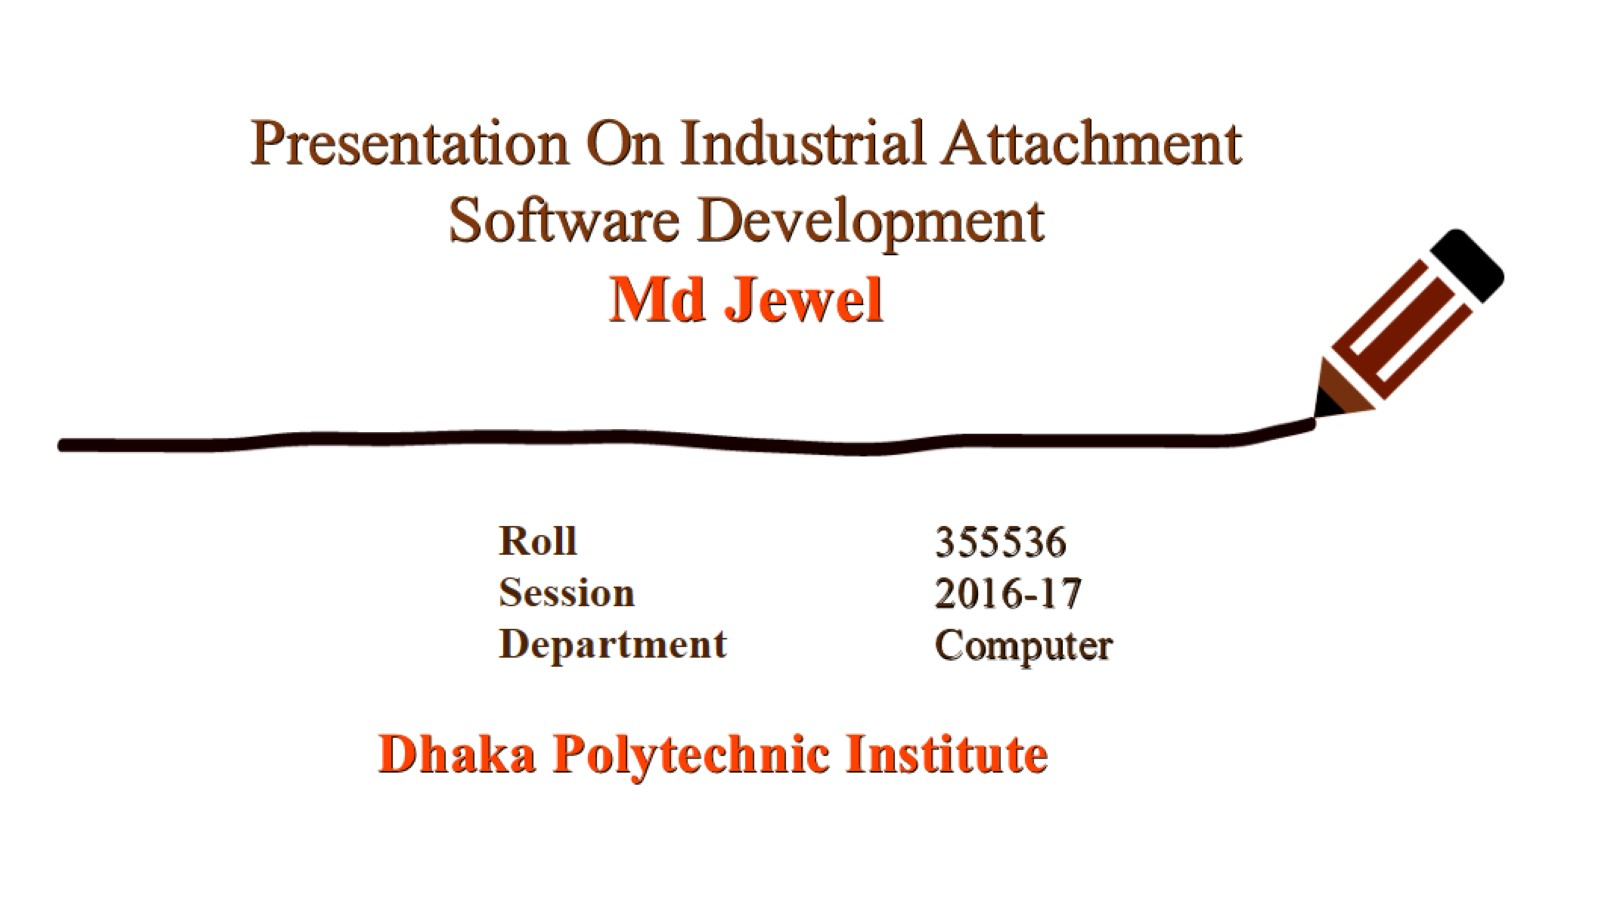 Presentation On Industrial Attachment
Software Development
Md Jewel
Roll 355536
Session 2016-17
Department Computer
Dhaka Polytechnic Institute